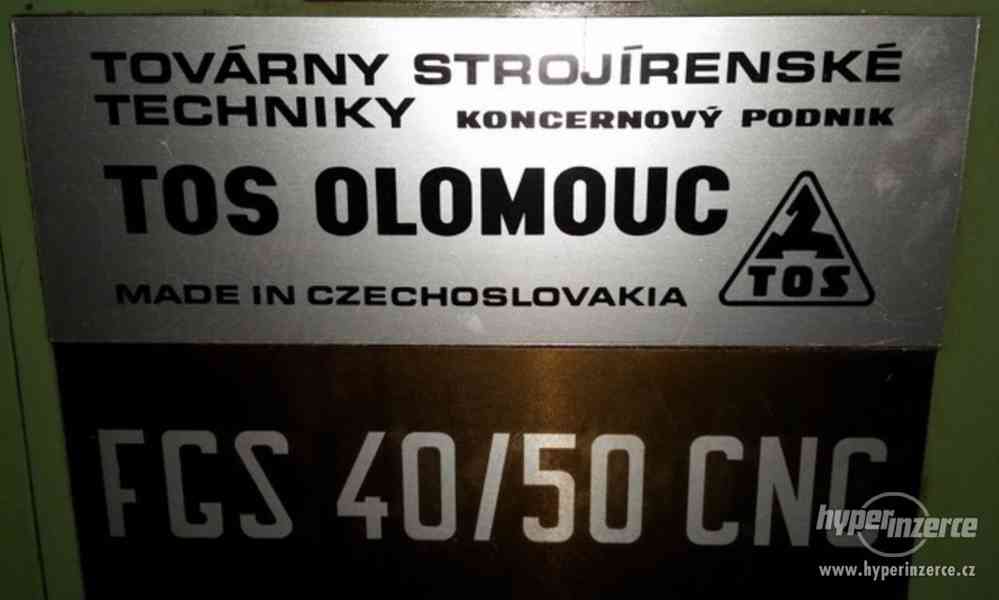 TOVÁRNY STROJÍRENSKÉ
TECHNIKY KONCERNOVÝ PODNIK
TOS OLOMOUC
TOS
MADE IN CZECHOSLOVAKIA
FGS 40/50 CNC
hyperinzerce
www.hyperinzerce.cz